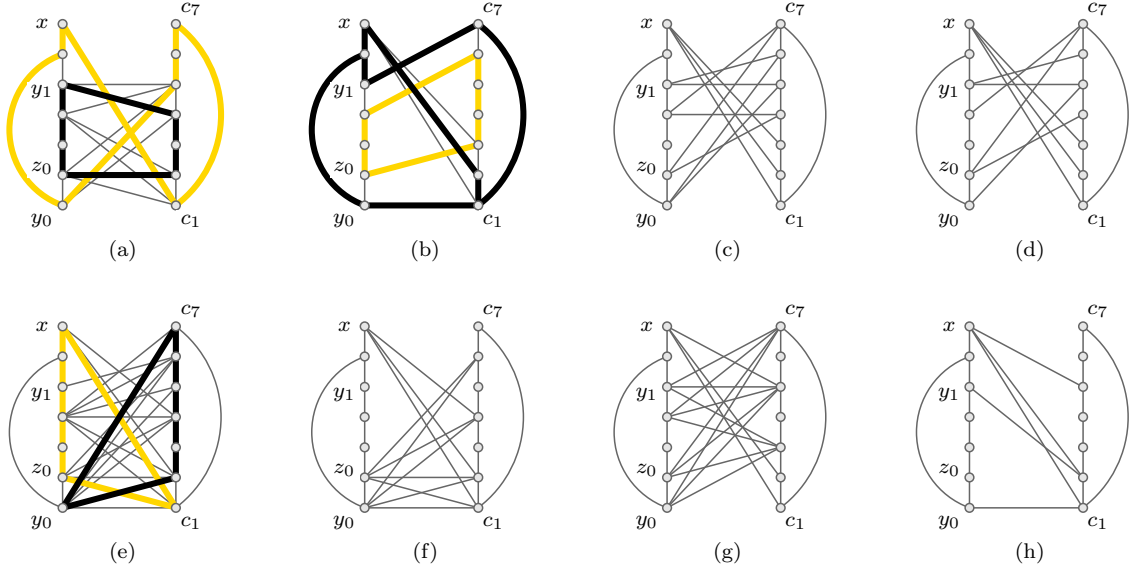 c₇ c₇ c₇ c₇
x x x x
y₁ y₁ y₁ y₁
z₀ z₀ z₀ z₀
y₀ c₁ y₀ c₁ y₀ c₁ y₀ c₁
(a) (b) (c) (d)
c₇ c₇ c₇ c₇
x x x x
y₁ y₁ y₁ y₁
z₀ z₀ z₀ z₀
y₀ c₁ y₀ c₁ y₀ c₁ y₀ c₁
(e) (f) (g) (h)